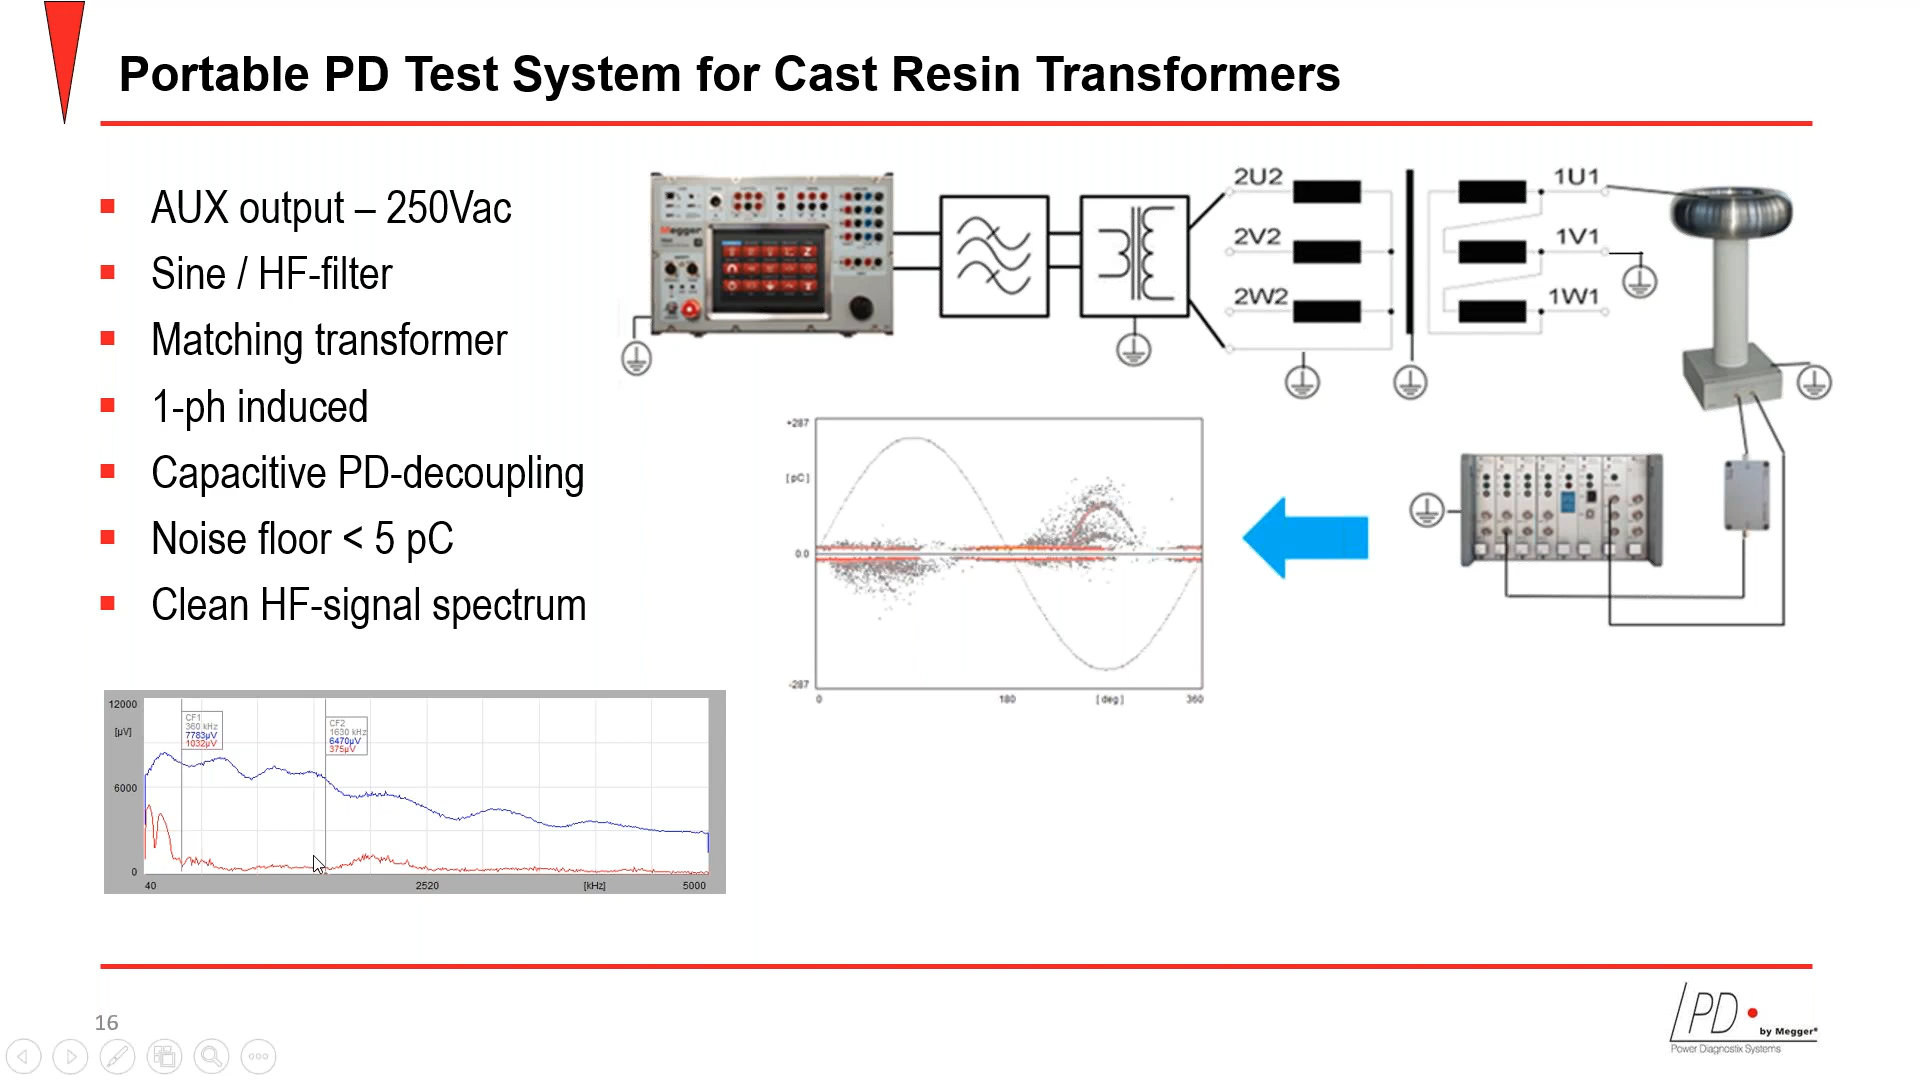 Portable PD Test System for Cast Resin Transformers
AUX output – 250Vac
Sine / HF-filter
Matching transformer
1-ph induced
Capacitive PD-decoupling
Noise floor < 5 pC
Clean HF-signal spectrum
Megger
2U2
2V2
2W2
1U1
1V1
1W1
+287
[pC]
0.0
-287
0
180
[deg]
360
12000
[µV]
6000
0
40
2520
[kHz]
5000
CF1
360 kHz
7783µV
1032µV
CF2
1630 kHz
6470µV
375µV
16
PD
by Megger®
Power Diagnostix Systems